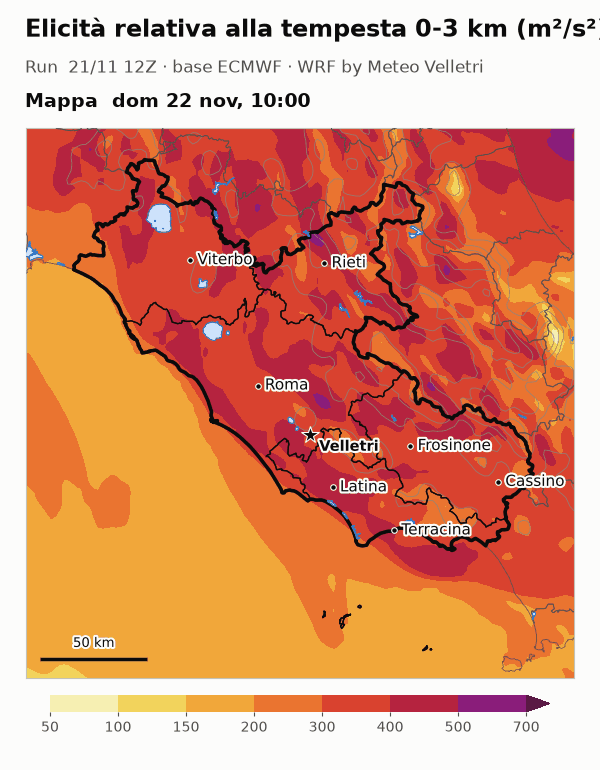 Elicità relativa alla tempesta 0-3 km (m²/s²)
Run 21/11 12Z · base ECMWF · WRF by Meteo Velletri
Mappa dom 22 nov, 10:00
Viterbo
Rieti
Roma
Velletri
Frosinone
Cassino
Latina
Terracina
50 km
50 100 150 200 300 400 500 700